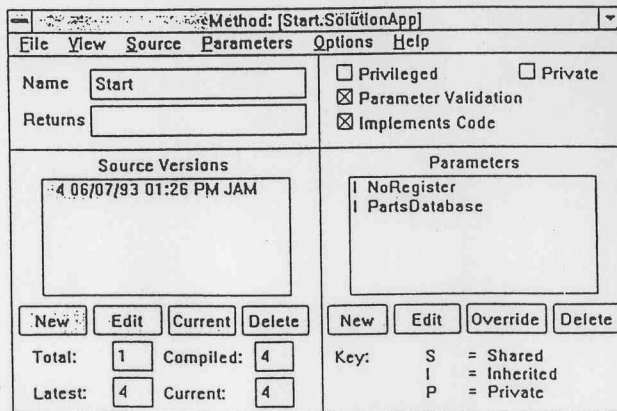 Method: [Start.SolutionApp]
File View Source Parameters Options Help
Name Start
Returns
Privileged Private
Parameter Validation
Implements Code
Source Versions
4 06/07/93 01:26 PM JAM
New Edit Current Delete
Total: 1 Compiled: 4
Latest: 4 Current: 4
Parameters
I NoRegister
I PartsDatabase
New Edit Override Delete
Key: S = Shared
I = Inherited
P = Private